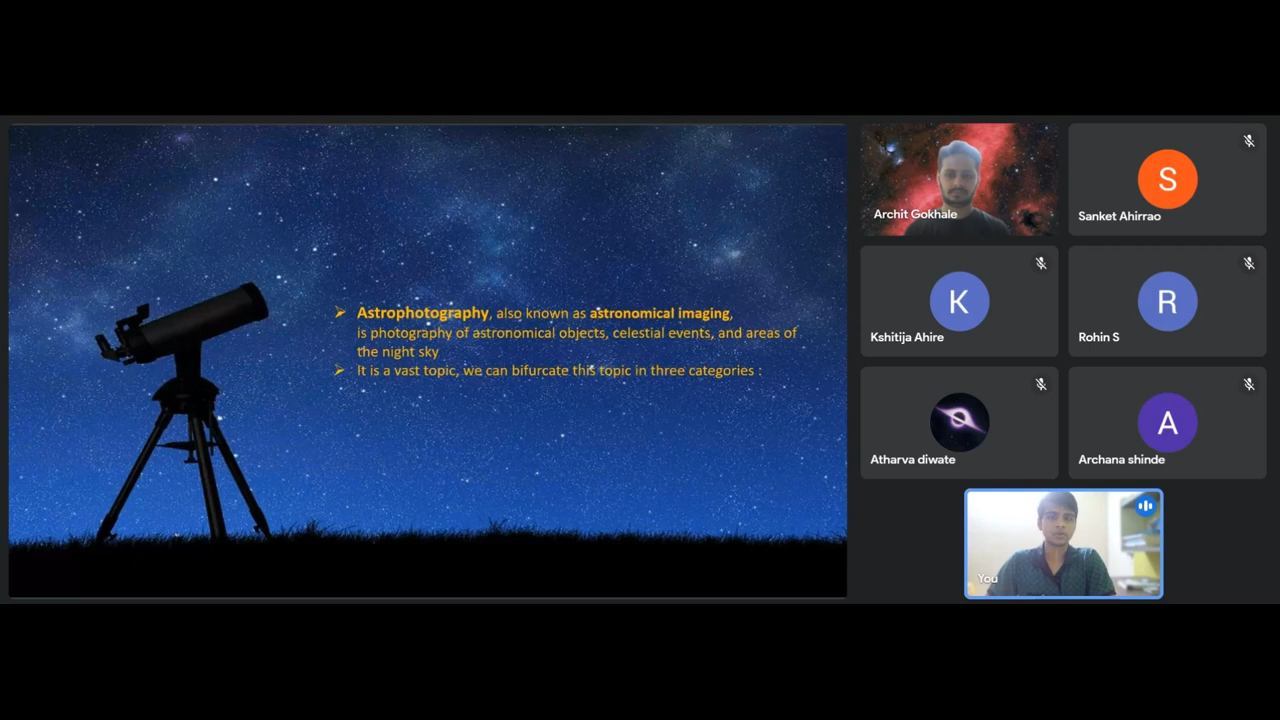 ➢ Astrophotography, also known as astronomical imaging,
is photography of astronomical objects, celestial events, and areas of
the night sky
➢ It is a vast topic, we can bifurcate this topic in three categories :
Archit Gokhale
S
Sanket Ahirrao
K
Kshitija Ahire
R
Rohin S
Atharva diwate
A
Archana shinde
You